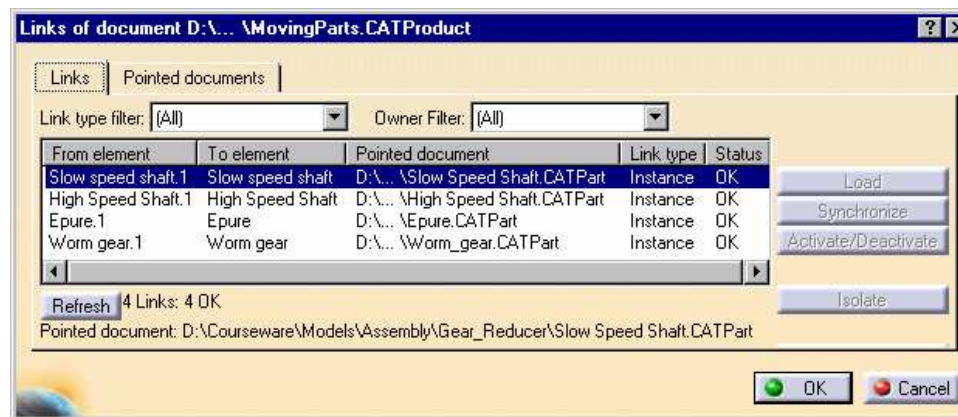 Links of document D:\... \MovingParts.CATProduct ?
Links Pointed documents
Link type filter: (All) Owner Filter: (All)
From element To element Pointed document Link type Status
Slow speed shaft.1 Slow speed shaft D:\... \Slow Speed Shaft.CATPart Instance OK
High Speed Shaft.1 High Speed Shaft D:\... \High Speed Shaft.CATPart Instance OK
Epure.1 Epure D:\... \Epure.CATPart Instance OK
Worm gear.1 Worm gear D:\... \Worm_gear.CATPart Instance OK
Load
Synchronize
Activate/Deactivate
Isolate
Refresh 4 Links: 4 OK
Pointed document: D:\Courseware\Models\Assembly\Gear_Reducer\Slow Speed Shaft.CATPart
OK Cancel